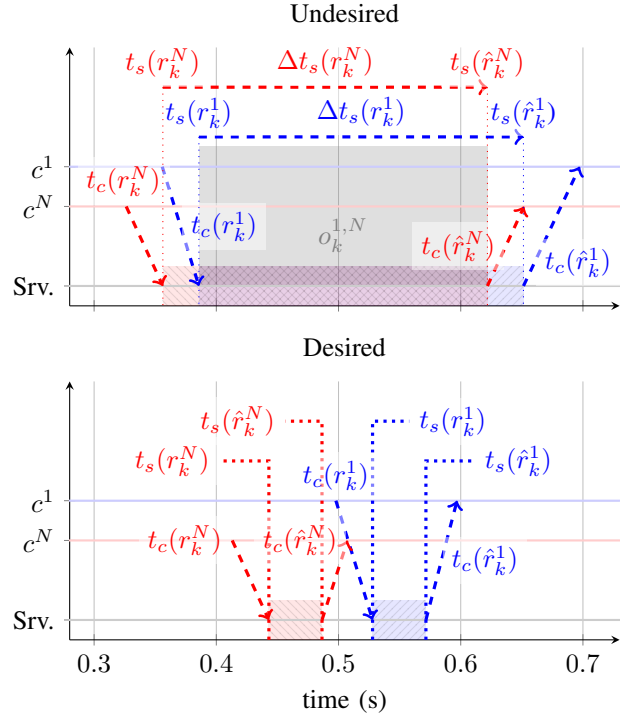 Undesired
t_s(r_k^N) Δt_s(r_k^N) t_s(r̂_k^N)
t_s(r_k^1) Δt_s(r_k^1) t_s(r̂_k^1)
c^1
t_c(r_k^N)
c^N
t_c(r_k^1) o_k^{1,N} t_c(r̂_k^N) t_c(r̂_k^1)
Srv.
Desired
t_s(r̂_k^N) t_s(r_k^1)
t_s(r_k^N) t_c(r_k^1) t_s(r̂_k^1)
c^1
c^N t_c(r_k^N) t_c(r̂_k^N)
t_c(r̂_k^1)
Srv.
0.3 0.4 0.5 0.6 0.7
time (s)